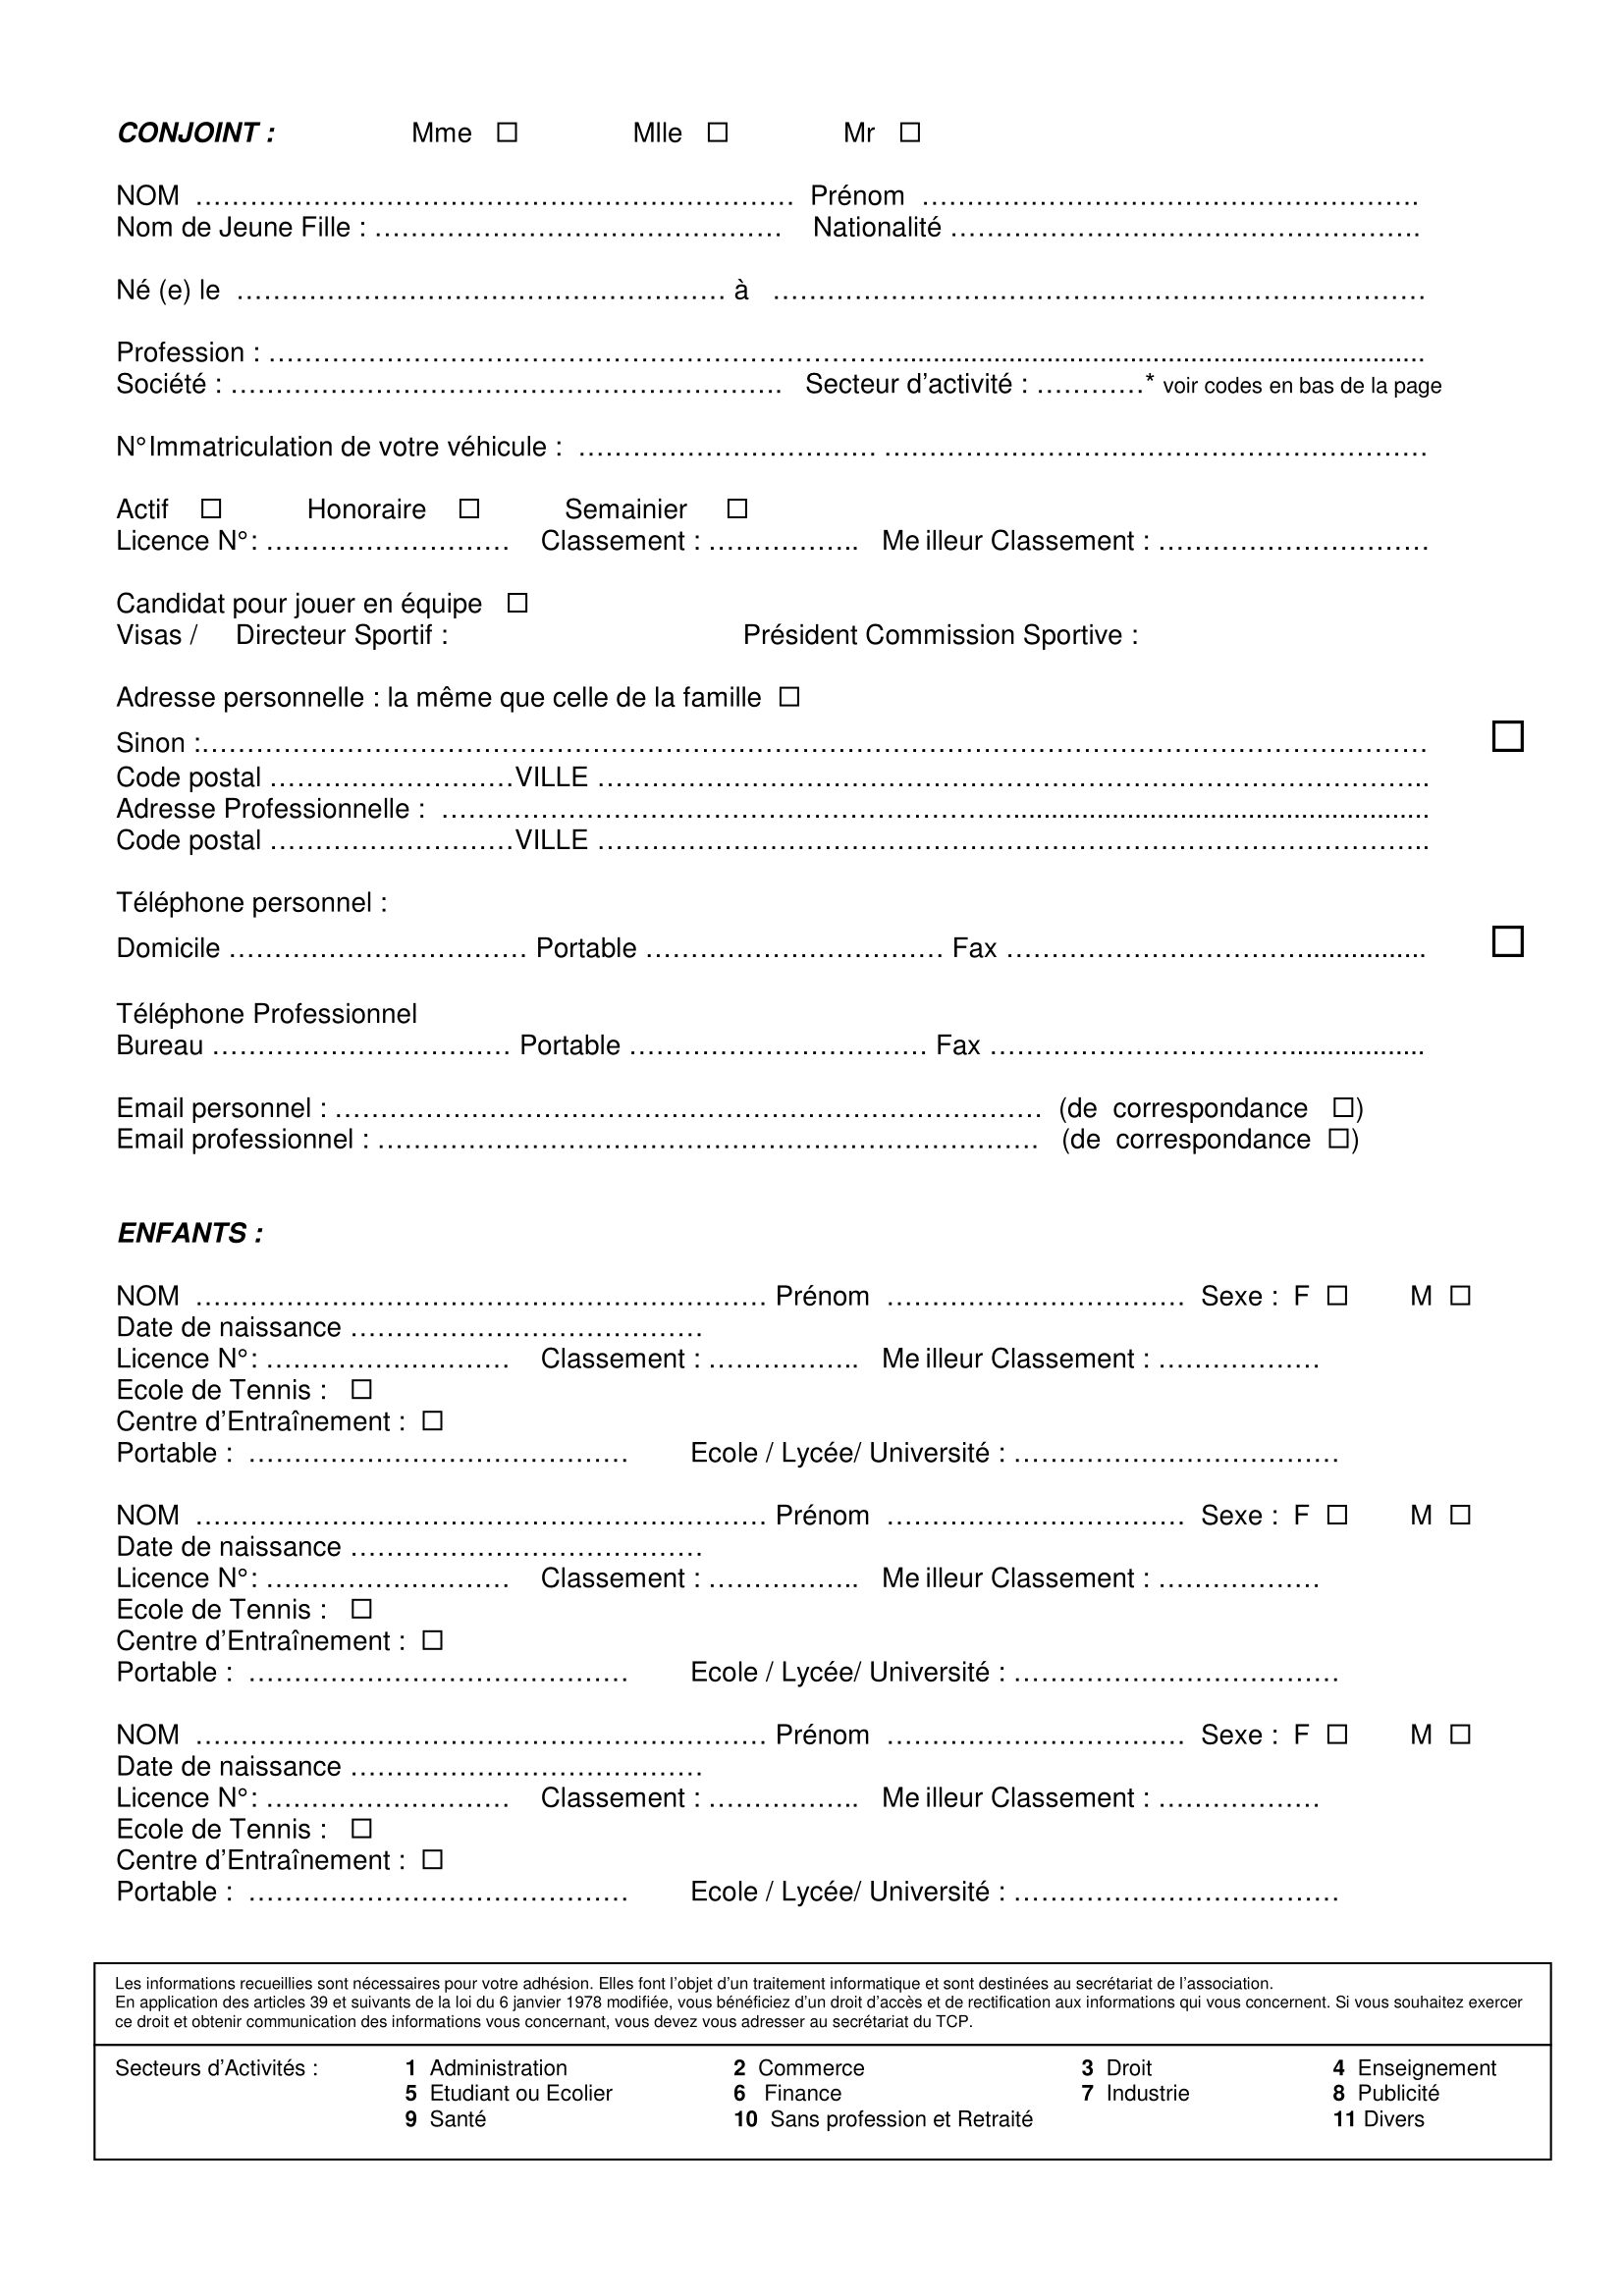 CONJOINT : Mme ☐ Mlle ☐ Mr ☐
NOM ………………………………………………………… Prénom ……………………………………………….
Nom de Jeune Fille : ……………………………………… Nationalité …………………………………………….
Né (e) le ……………………………………………… à ………………………………………………………………
Profession : ……………………………………………………………......................................................................
Société : ……………………………………………………. Secteur d’activité : …………* voir codes en bas de la page
N°Immatriculation de votre véhicule : …………………………… ……………………………………………………
Actif ☐ Honoraire ☐ Semainier ☐
Licence N°: ……………………… Classement : …………….. Me illeur Classement : …………………………
Candidat pour jouer en équipe ☐
Visas / Directeur Sportif : Président Commission Sportive :
Adresse personnelle : la même que celle de la famille ☐
Sinon :……………………………………………………………………………………………………………………… ☐
Code postal ………………………VILLE ………………………………………………………………………………..
Adresse Professionnelle : ………………………………………………………........................................................
Code postal ………………………VILLE ………………………………………………………………………………..
Téléphone personnel :
Domicile …………………………… Portable …………………………… Fax ……………………………................ ☐
Téléphone Professionnel
Bureau …………………………… Portable …………………………… Fax ……………………………..................
Email personnel : …………………………………………………………………… (de correspondance ☐)
Email professionnel : ……………………………………………………………… (de correspondance ☐)
ENFANTS :
NOM ……………………………………………………… Prénom …………………………… Sexe : F ☐ M ☐
Date de naissance …………………………………
Licence N°: ……………………… Classement : …………….. Me illeur Classement : ………………
Ecole de Tennis : ☐
Centre d’Entraînement : ☐
Portable : …………………………………… Ecole / Lycée/ Université : ………………………………
NOM ……………………………………………………… Prénom …………………………… Sexe : F ☐ M ☐
Date de naissance …………………………………
Licence N°: ……………………… Classement : …………….. Me illeur Classement : ………………
Ecole de Tennis : ☐
Centre d’Entraînement : ☐
Portable : …………………………………… Ecole / Lycée/ Université : ………………………………
NOM ……………………………………………………… Prénom …………………………… Sexe : F ☐ M ☐
Date de naissance …………………………………
Licence N°: ……………………… Classement : …………….. Me illeur Classement : ………………
Ecole de Tennis : ☐
Centre d’Entraînement : ☐
Portable : …………………………………… Ecole / Lycée/ Université : ………………………………
Les informations recueillies sont nécessaires pour votre adhésion. Elles font l’objet d’un traitement informatique et sont destinées au secrétariat de l’association.
En application des articles 39 et suivants de la loi du 6 janvier 1978 modifiée, vous bénéficiez d’un droit d’accès et de rectification aux informations qui vous concernent. Si vous souhaitez exercer
ce droit et obtenir communication des informations vous concernant, vous devez vous adresser au secrétariat du TCP.
Secteurs d’Activités : 1 Administration 2 Commerce 3 Droit 4 Enseignement
5 Etudiant ou Ecolier 6 Finance 7 Industrie 8 Publicité
9 Santé 10 Sans profession et Retraité 11 Divers